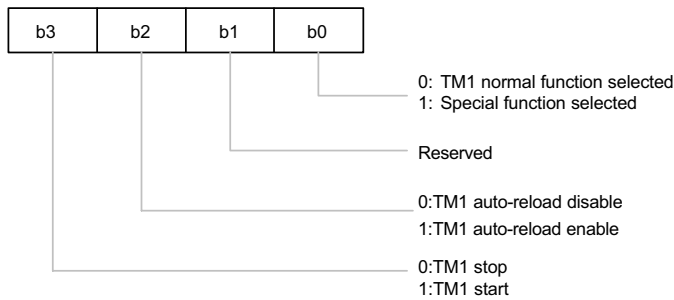 b3 b2 b1 b0
0: TM1 normal function selected
1: Special function selected
Reserved
0:TM1 auto-reload disable
1:TM1 auto-reload enable
0:TM1 stop
1:TM1 start